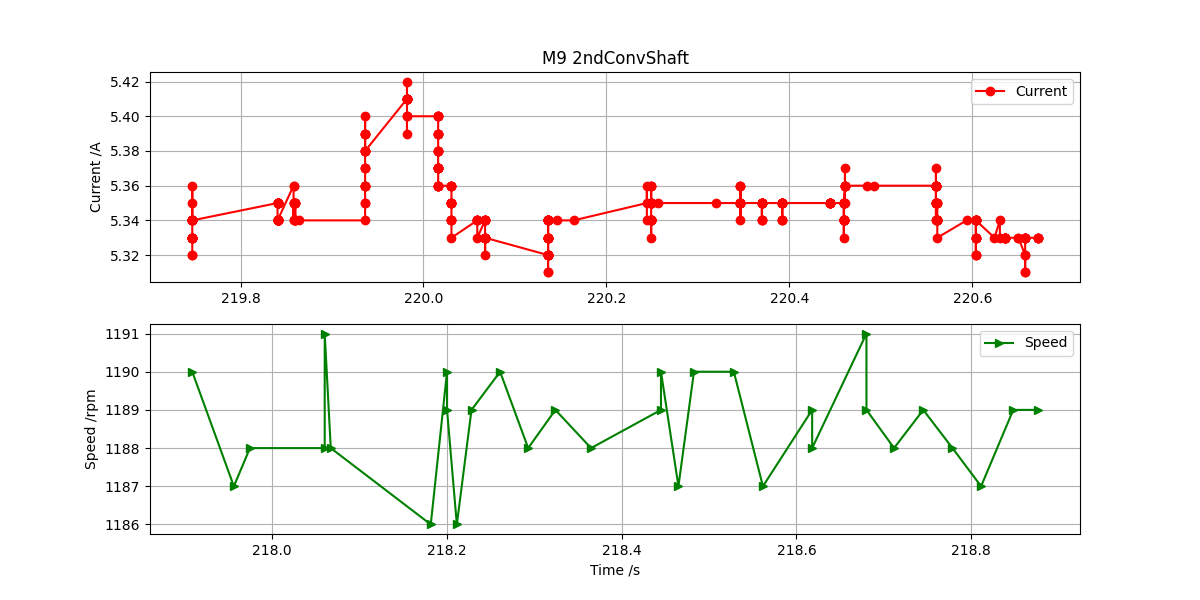 M9 2ndConvShaft
Current /A
5.42
5.40
5.38
5.36
5.34
5.32
Current
219.8 220.0 220.2 220.4 220.6
Speed /rpm
1191
1190
1189
1188
1187
1186
Speed
218.0 218.2 218.4 218.6 218.8
Time /s